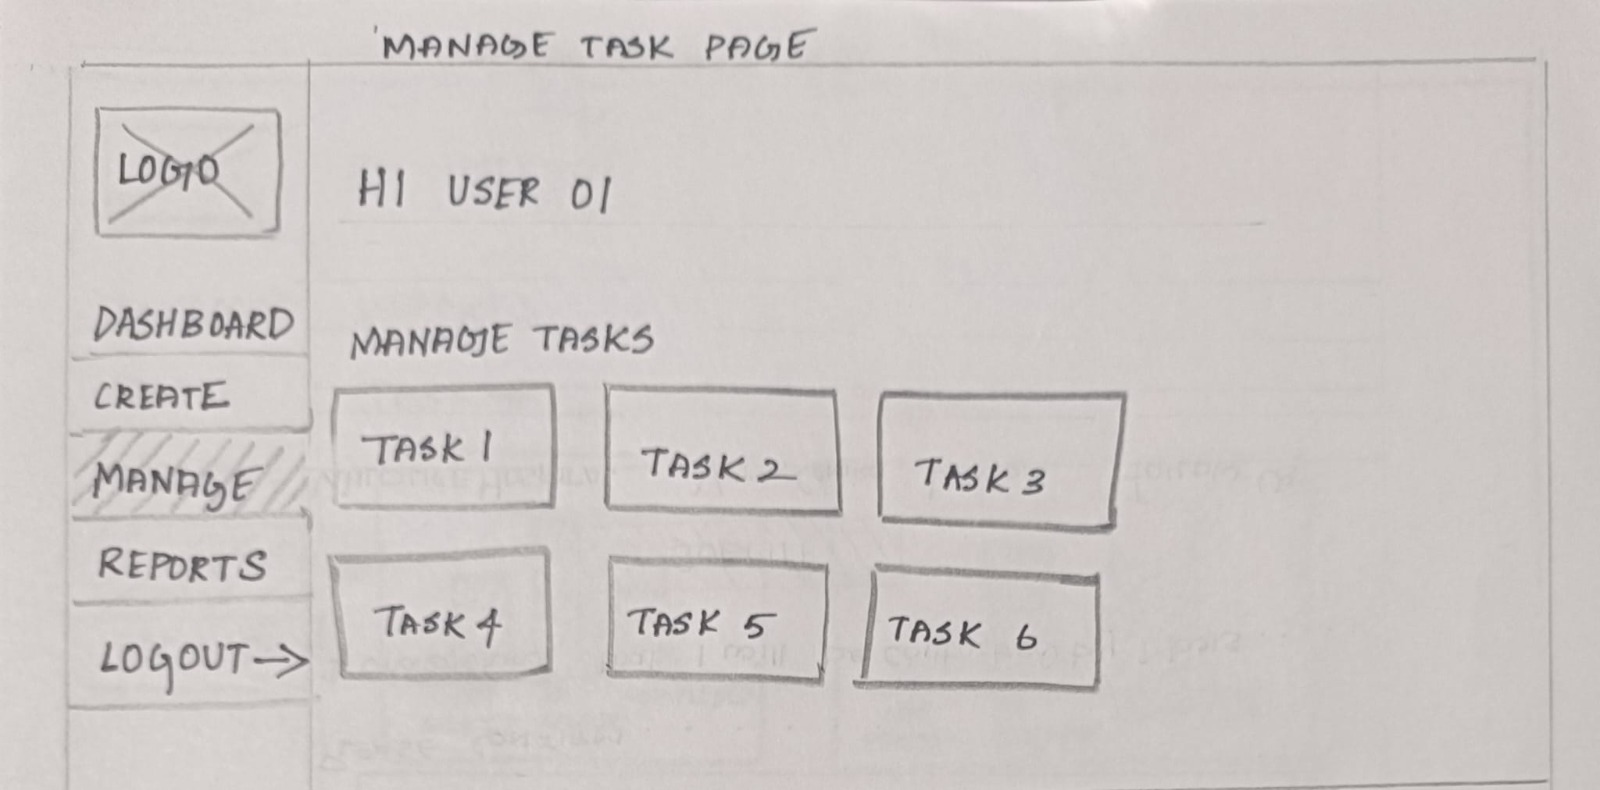 MANAGE TASK PAGE
LOGO
HI USER 01
DASHBOARD
CREATE
MANAGE
REPORTS
LOGOUT →
MANAGE TASKS
TASK 1
TASK 2
TASK 3
TASK 4
TASK 5
TASK 6